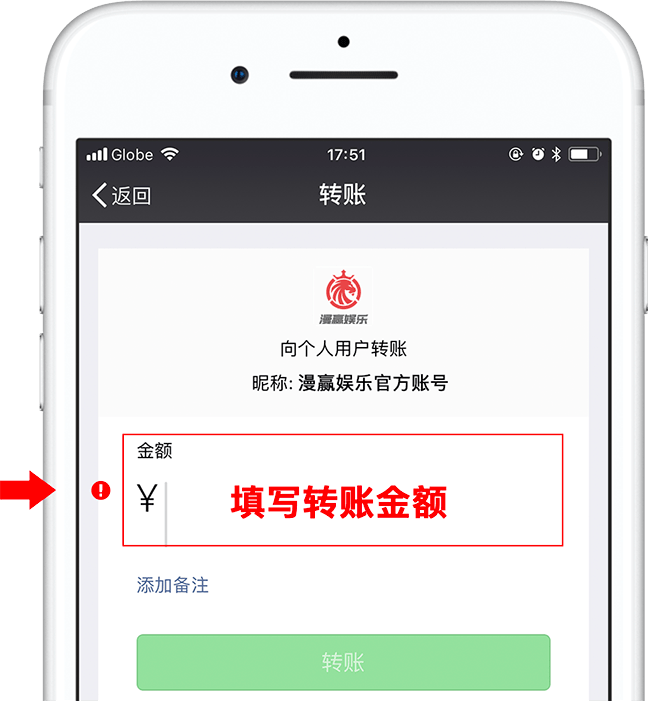 Globe
17:51
返回
转账
漫赢娱乐
向个人用户转账
昵称: 漫赢娱乐官方账号
金额
¥
填写转账金额
添加备注
转账